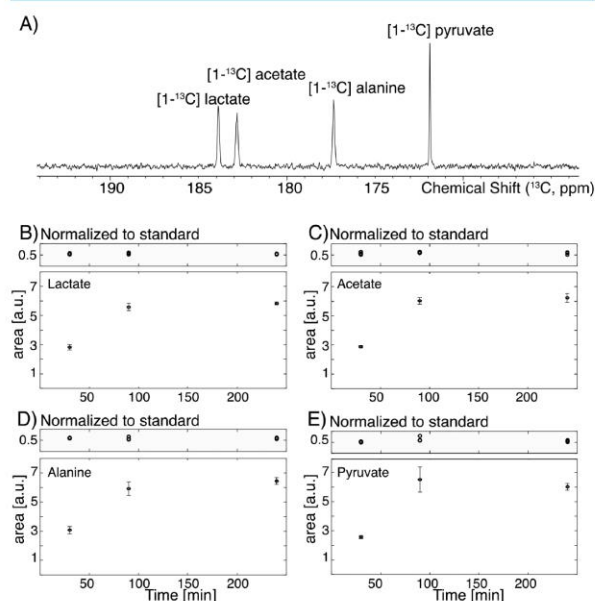 A)
[1-¹³C] pyruvate
[1-¹³C] acetate
[1-¹³C] alanine
[1-¹³C] lactate
190 185 180 175 Chemical Shift (¹³C, ppm)
B) Normalized to standard
0.5
Lactate
area [a.u.]
7
5
3
1
50 100 150 200
C) Normalized to standard
0.5
Acetate
area [a.u.]
7
5
3
1
50 100 150 200
D) Normalized to standard
0.5
Alanine
area [a.u.]
7
5
3
1
50 100 150 200
Time [min]
E) Normalized to standard
0.5
Pyruvate
area [a.u.]
7
5
3
1
50 100 150 200
Time [min]